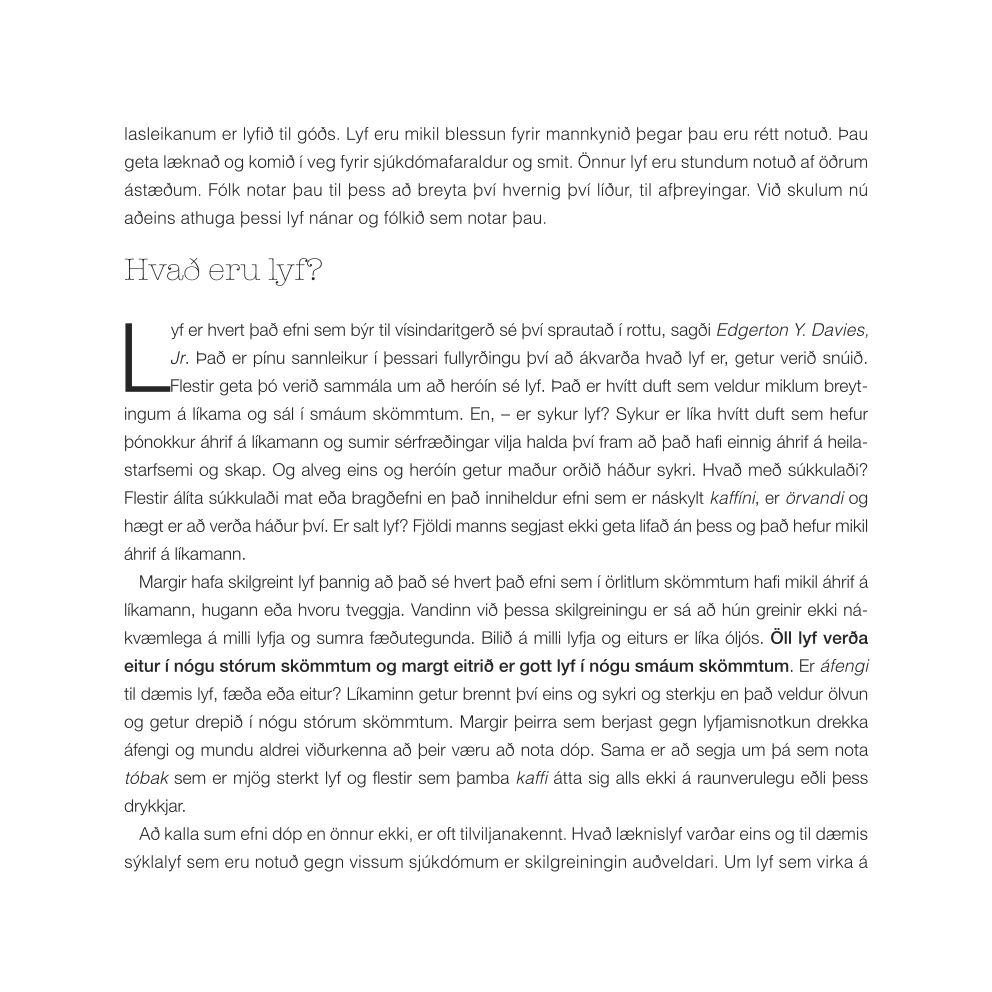 lasleikanum er lyfið til góðs. Lyf eru mikil blessun fyrir mannkynið þegar þau eru rétt notuð. Þau
geta læknað og komið í veg fyrir sjúkdómafaraldur og smit. Önnur lyf eru stundum notuð af öðrum
ástæðum. Fólk notar þau til þess að breyta því hvernig því líður, til afþreyingar. Við skulum nú
aðeins athuga þessi lyf nánar og fólkið sem notar þau.
Hvað eru lyf?
Lyf er hvert það efni sem býr til vísindaritgerð sé því sprautað í rottu, sagði Edgerton Y. Davies,
Jr. Það er pínu sannleikur í þessari fullyrðingu því að ákvarða hvað lyf er, getur verið snúið.
Flestir geta þó verið sammála um að heróín sé lyf. Það er hvítt duft sem veldur miklum breyt-
ingum á líkama og sál í smáum skömmtum. En, – er sykur lyf? Sykur er líka hvítt duft sem hefur
þónokkur áhrif á líkamann og sumir sérfræðingar vilja halda því fram að það hafi einnig áhrif á heila-
starfsemi og skap. Og alveg eins og heróín getur maður orðið háður sykri. Hvað með súkkulaði?
Flestir álíta súkkulaði mat eða bragðefni en það inniheldur efni sem er náskylt kaffíni, er örvandi og
hægt er að verða háður því. Er salt lyf? Fjöldi manns segjast ekki geta lifað án þess og það hefur mikil
áhrif á líkamann.
Margir hafa skilgreint lyf þannig að það sé hvert það efni sem í örlitlum skömmtum hafi mikil áhrif á
líkamann, hugann eða hvoru tveggja. Vandinn við þessa skilgreiningu er sá að hún greinir ekki ná-
kvæmlega á milli lyfja og sumra fæðutegunda. Bilið á milli lyfja og eiturs er líka óljós. Öll lyf verða
eitur í nógu stórum skömmtum og margt eitrið er gott lyf í nógu smáum skömmtum. Er áfengi
til dæmis lyf, fæða eða eitur? Líkaminn getur brennt því eins og sykri og sterkju en það veldur ölvun
og getur drepið í nógu stórum skömmtum. Margir þeirra sem berjast gegn lyfjamisnotkun drekka
áfengi og mundu aldrei viðurkenna að þeir væru að nota dóp. Sama er að segja um þá sem nota
tóbak sem er mjög sterkt lyf og flestir sem þamba kaffi átta sig alls ekki á raunverulegu eðli þess
drykkjar.
Að kalla sum efni dóp en önnur ekki, er oft tilviljanakennt. Hvað læknislyf varðar eins og til dæmis
sýklalyf sem eru notuð gegn vissum sjúkdómum er skilgreiningin auðveldari. Um lyf sem virka á